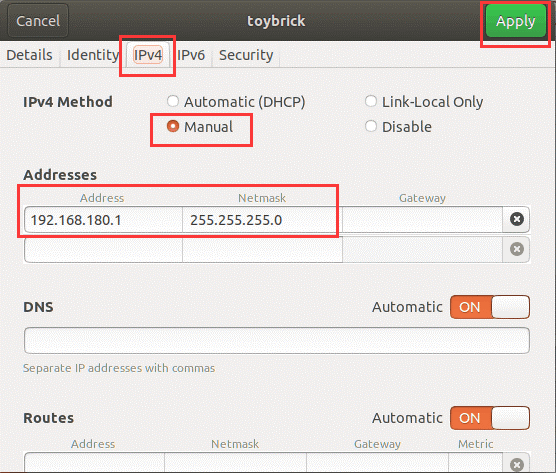 Cancel toybrick Apply
Details Identity IPv4 IPv6 Security
IPv4 Method Automatic (DHCP) Link-Local Only
Manual Disable
Addresses
Address Netmask Gateway
192.168.180.1 255.255.255.0
DNS Automatic ON
Separate IP addresses with commas
Routes Automatic ON
Address Netmask Gateway Metric